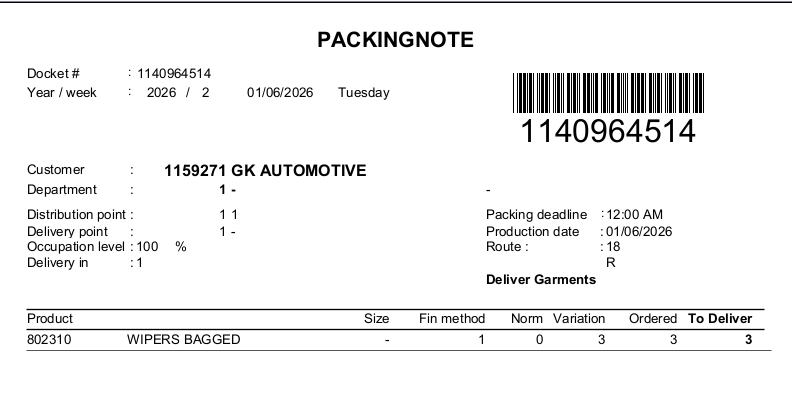 PACKINGNOTE
Docket # : 1140964514
Year / week : 2026 / 2 01/06/2026 Tuesday
1140964514
Customer : 1159271 GK AUTOMOTIVE
Department : 1 - -
Distribution point : 1 1 Packing deadline : 12:00 AM
Delivery point : 1 - Production date : 01/06/2026
Occupation level : 100 % Route : : 18
Delivery in : 1 R
Deliver Garments
Product Size Fin method Norm Variation Ordered To Deliver
802310 WIPERS BAGGED - 1 0 3 3 3